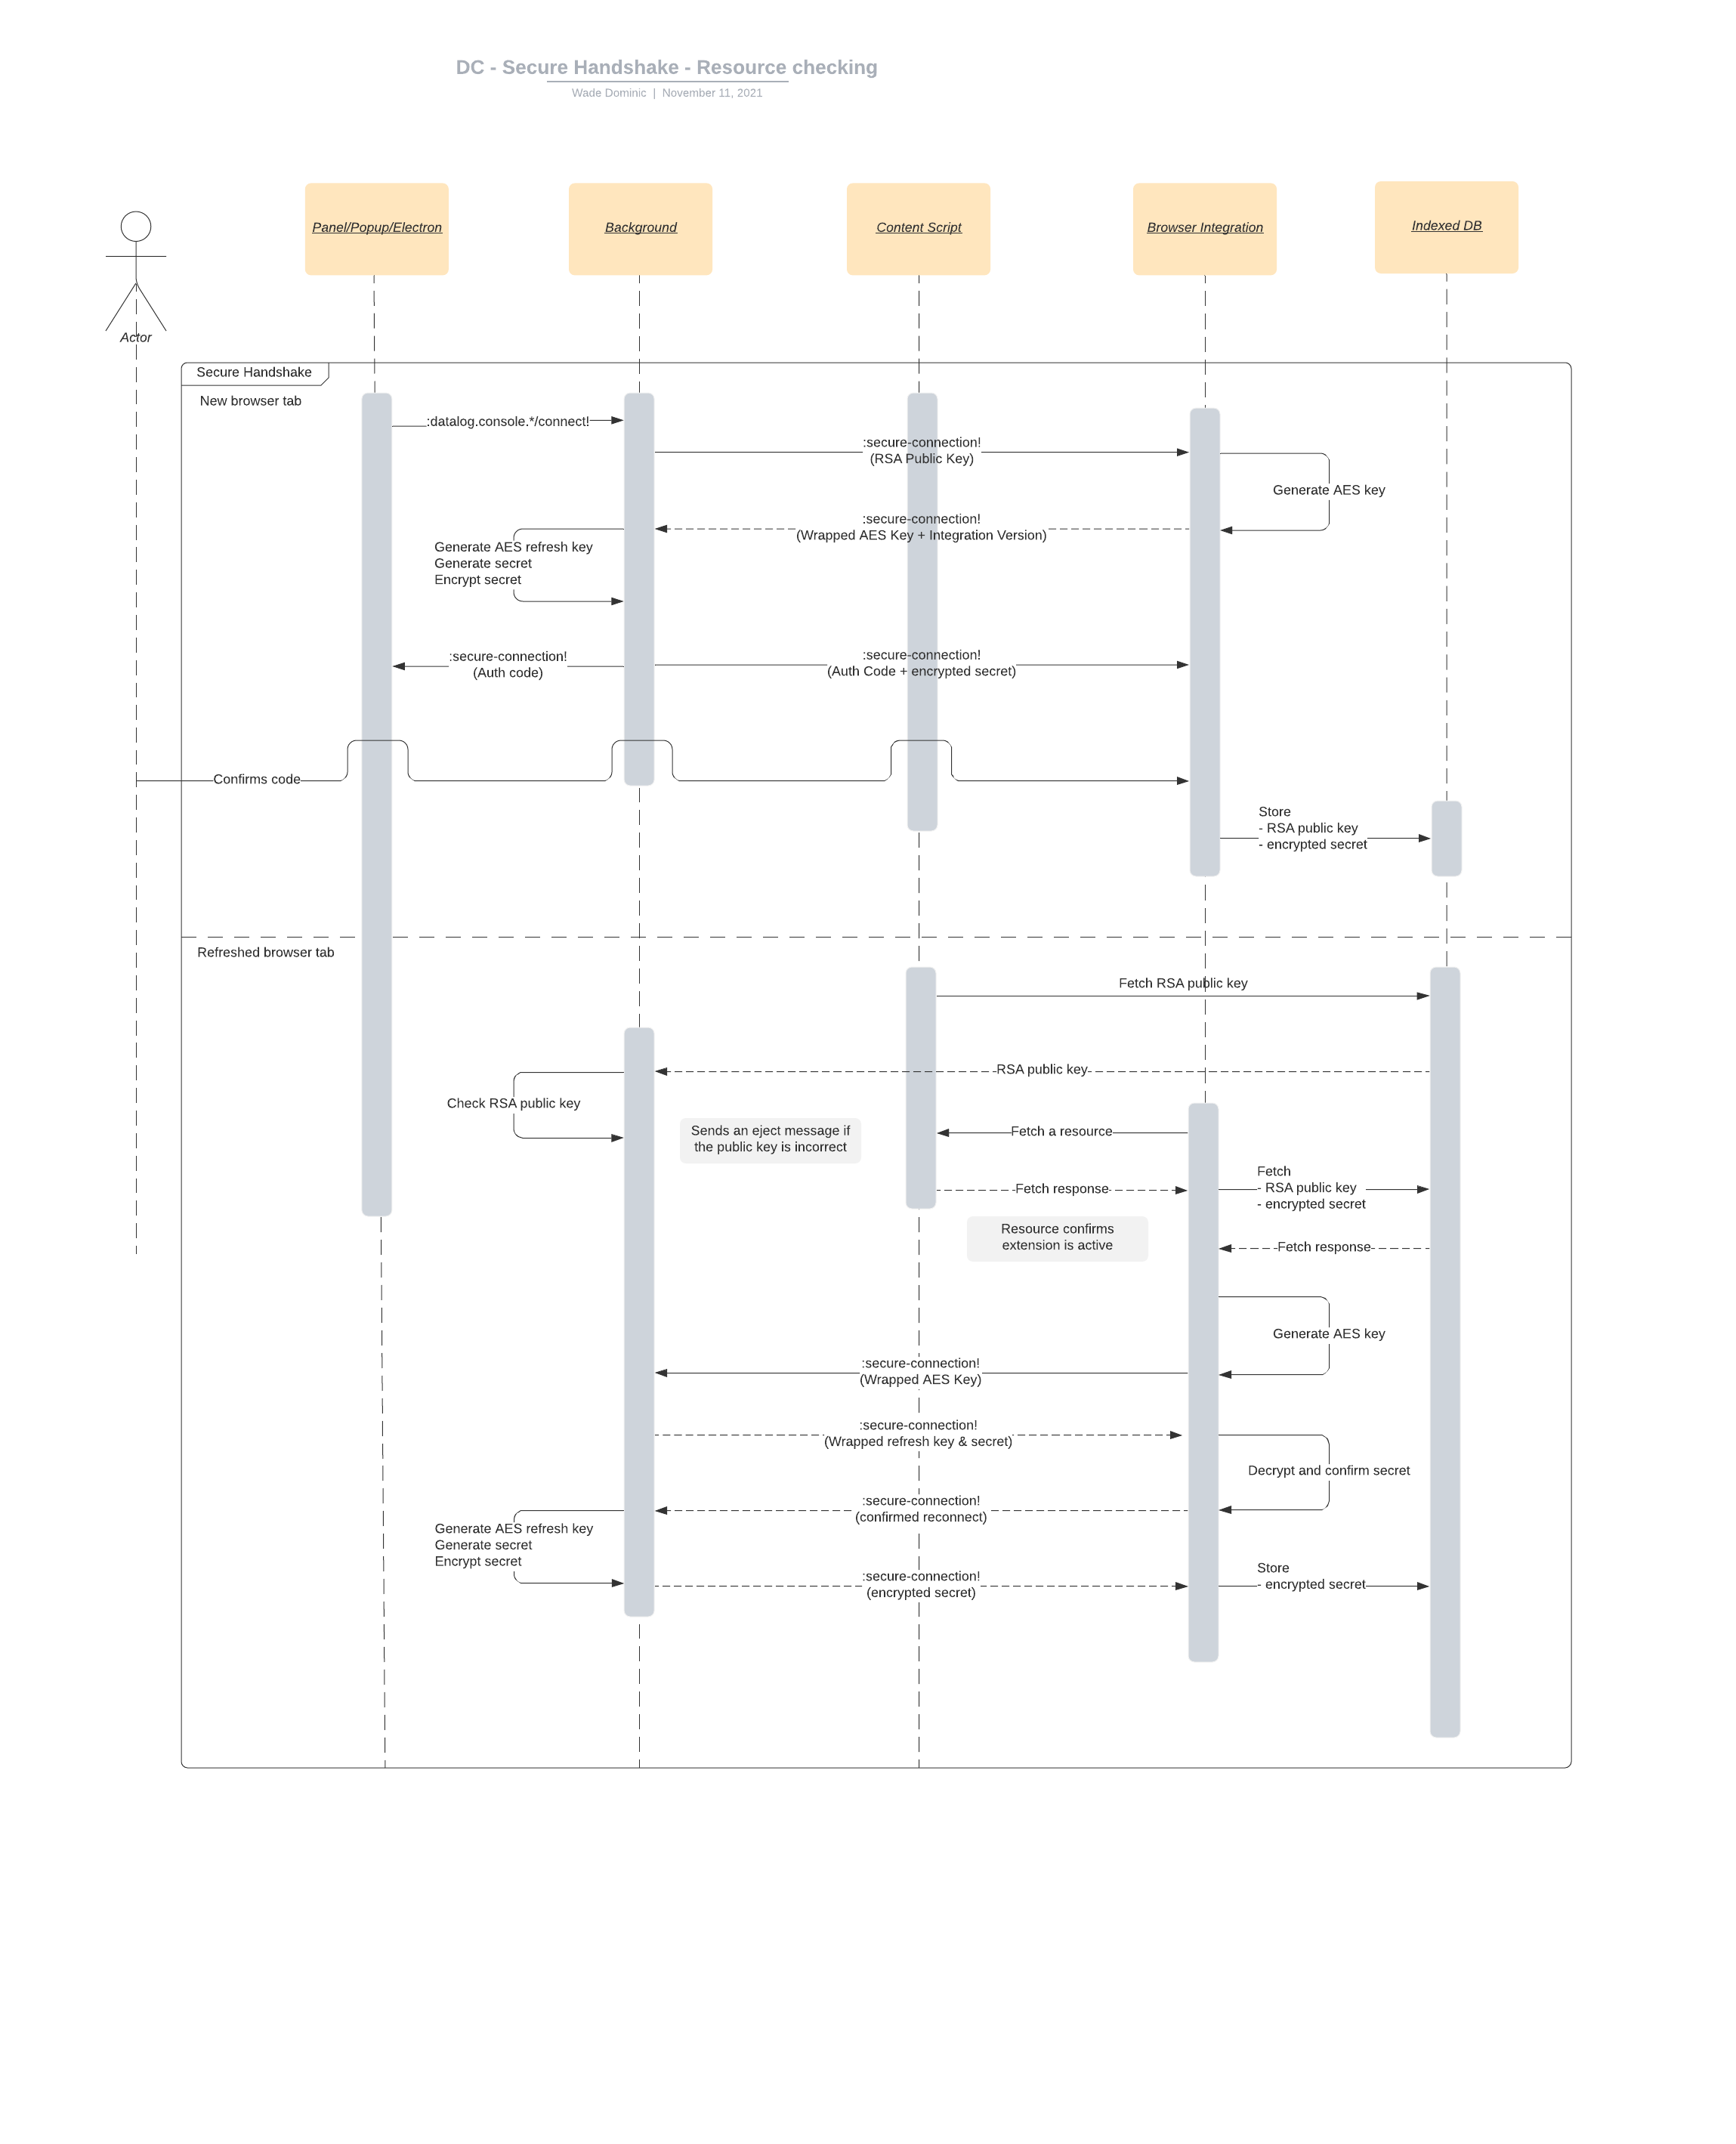 DC - Secure Handshake - Resource checking
Wade Dominic | November 11, 2021
Actor
Panel/Popup/Electron
Background
Content Script
Browser Integration
Indexed DB
Secure Handshake
New browser tab
:datalog.console.*/connect!
:secure-connection!
(RSA Public Key)
Generate AES key
:secure-connection!
(Wrapped AES Key + Integration Version)
Generate AES refresh key
Generate secret
Encrypt secret
:secure-connection!
(Auth code)
:secure-connection!
(Auth Code + encrypted secret)
Confirms code
Store
- RSA public key
- encrypted secret
Refreshed browser tab
Fetch RSA public key
RSA public key
Check RSA public key
Sends an eject message if
the public key is incorrect
Fetch a resource
Fetch response
Fetch
- RSA public key
- encrypted secret
Resource confirms
extension is active
Fetch response
Generate AES key
:secure-connection!
(Wrapped AES Key)
:secure-connection!
(Wrapped refresh key & secret)
Decrypt and confirm secret
:secure-connection!
(confirmed reconnect)
Generate AES refresh key
Generate secret
Encrypt secret
:secure-connection!
(encrypted secret)
Store
- encrypted secret